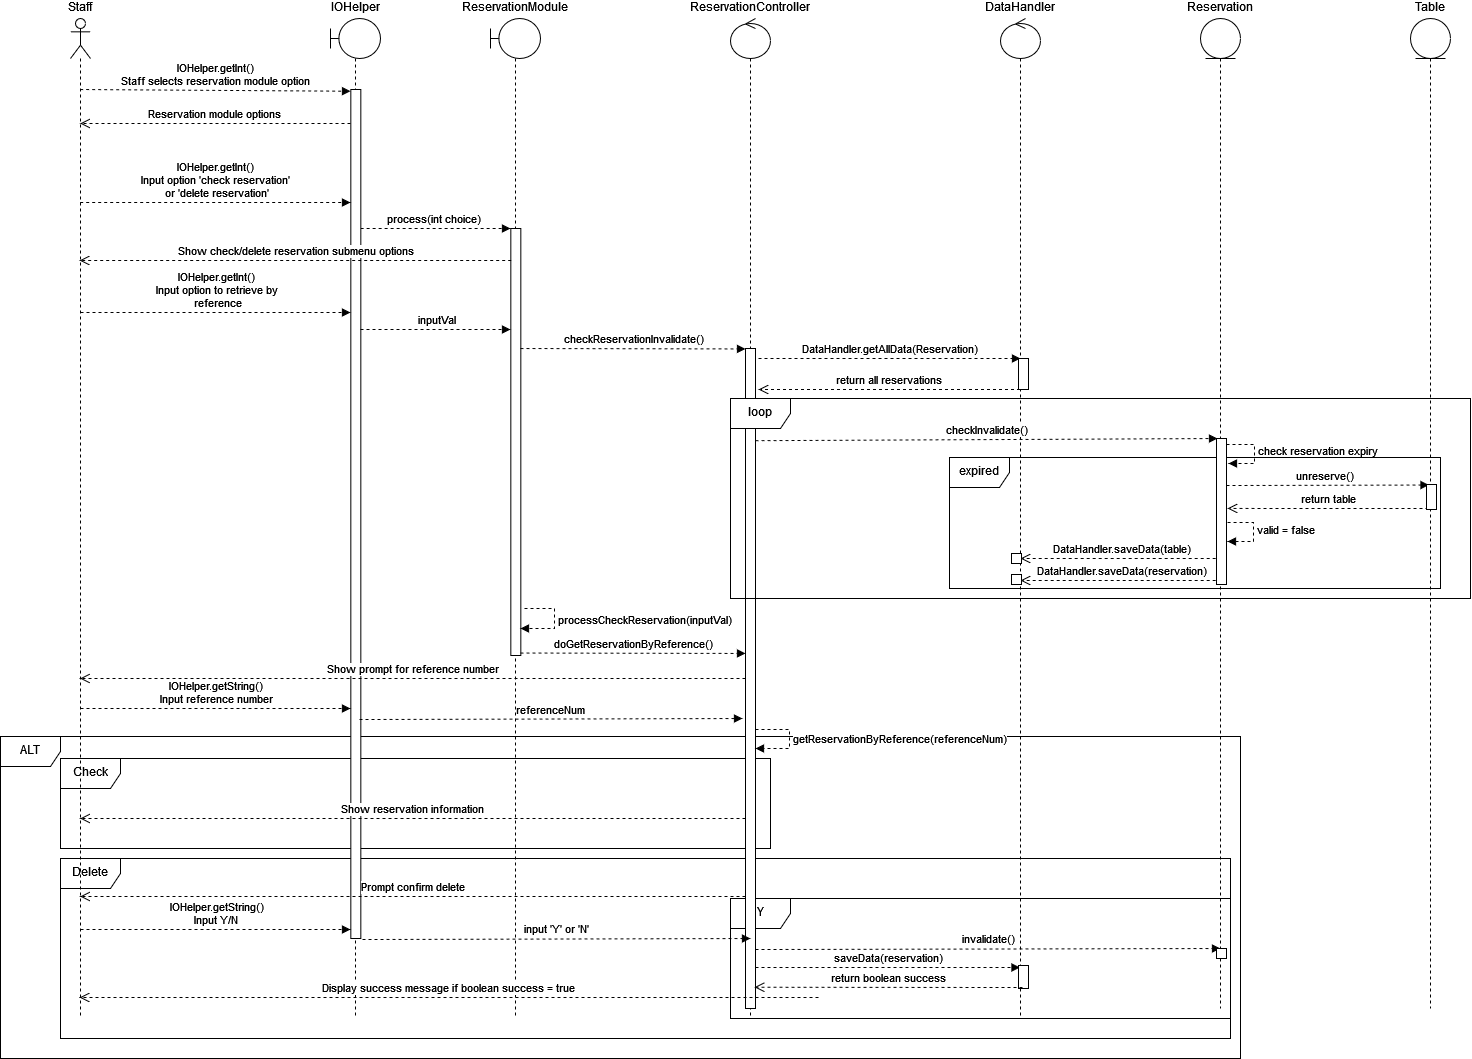 Staff
IOHelper
ReservationModule
ReservationController
DataHandler
Reservation
Table
IOHelper.getInt()
Staff selects reservation module option
Reservation module options
IOHelper.getInt()
Input option 'check reservation'
or 'delete reservation'
process(int choice)
Show check/delete reservation submenu options
IOHelper.getInt()
Input option to retrieve by
reference
inputVal
checkReservationInvalidate()
DataHandler.getAllData(Reservation)
return all reservations
loop
checkInvalidate()
check reservation expiry
expired
unreserve()
return table
valid = false
DataHandler.saveData(table)
DataHandler.saveData(reservation)
processCheckReservation(inputVal)
doGetReservationByReference()
Show prompt for reference number
IOHelper.getString()
Input reference number
referenceNum
getReservationByReference(referenceNum)
ALT
Check
Show reservation information
Delete
Prompt confirm delete
IOHelper.getString()
Input Y/N
Y
input 'Y' or 'N'
invalidate()
saveData(reservation)
return boolean success
Display success message if boolean success = true